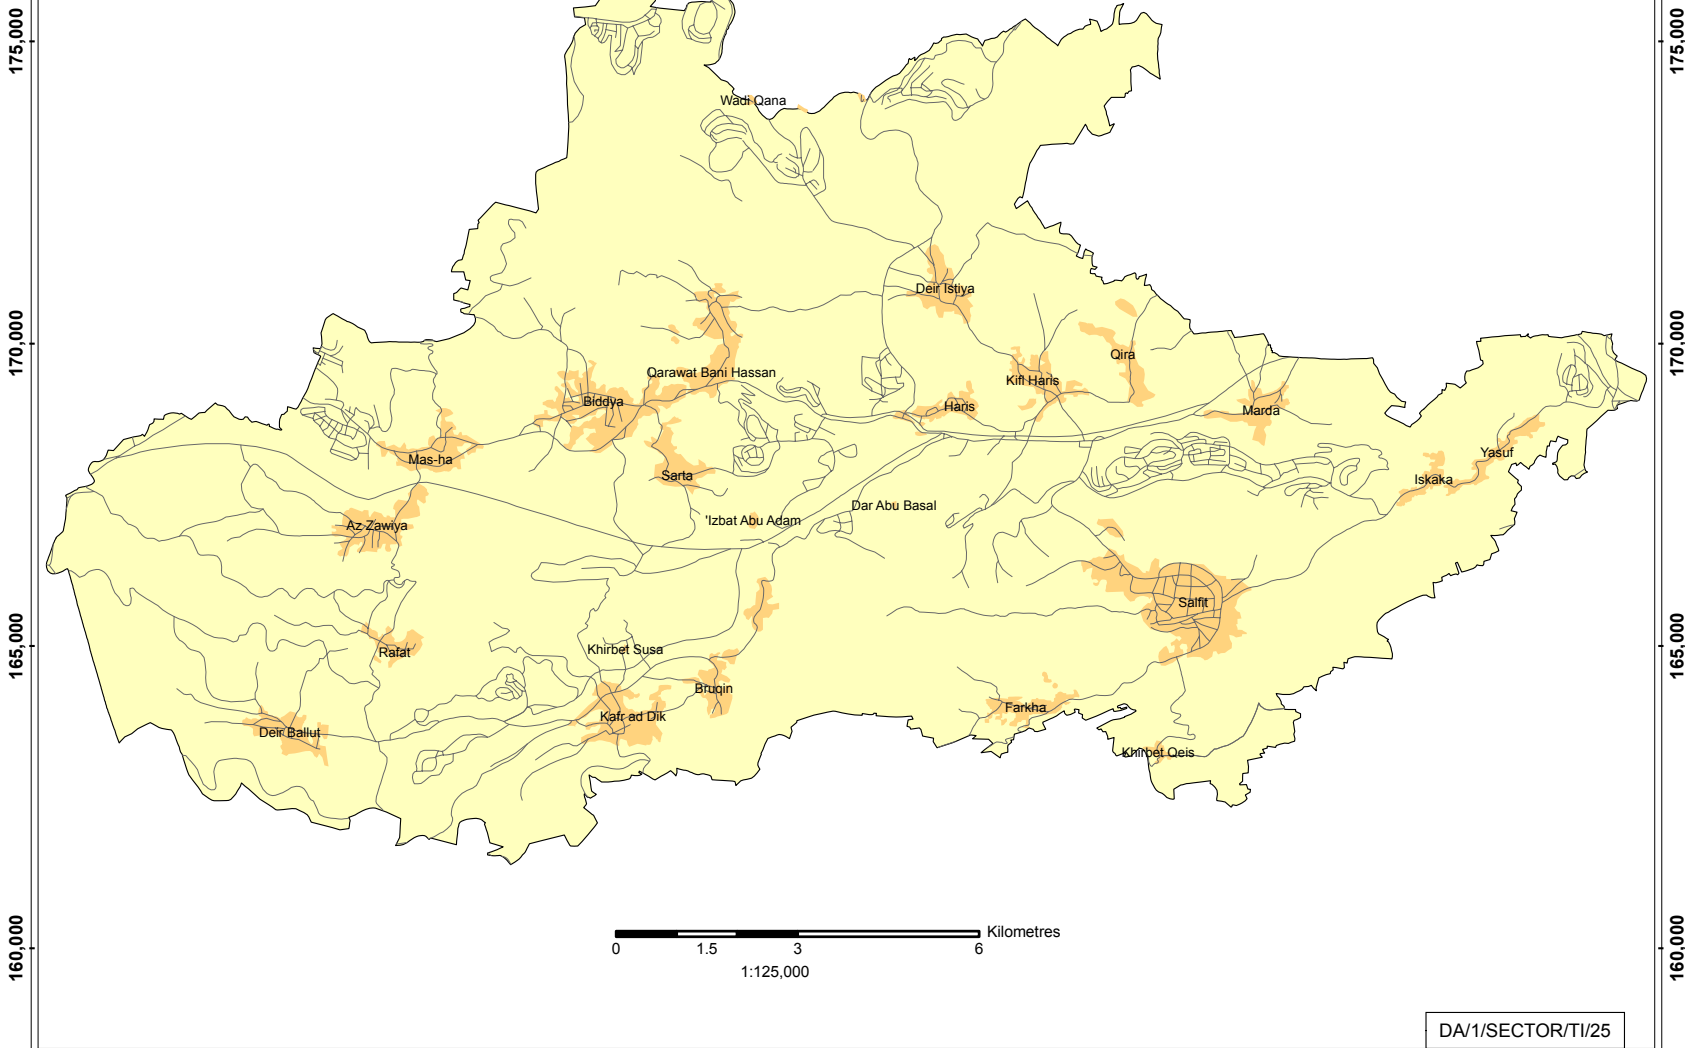 175,000
175,000
Wadi Qana
Deir Istiya
170,000
170,000
Qira
Qarawat Bani Hassan
Kifl Haris
Biddya
Haris
Marda
Mas-ha
Yasuf
Sarta
Iskaka
Dar Abu Basal
'Izbat Abu Adam
Az Zawiya
Salfit
165,000
165,000
Khirbet Susa
Rafat
Bruqin
Farkha
Kafr ad Dik
Deir Ballut
Khirbet Qeis
160,000
160,000
Kilometres
0 1.5 3 6
1:125,000
DA/1/SECTOR/TI/25